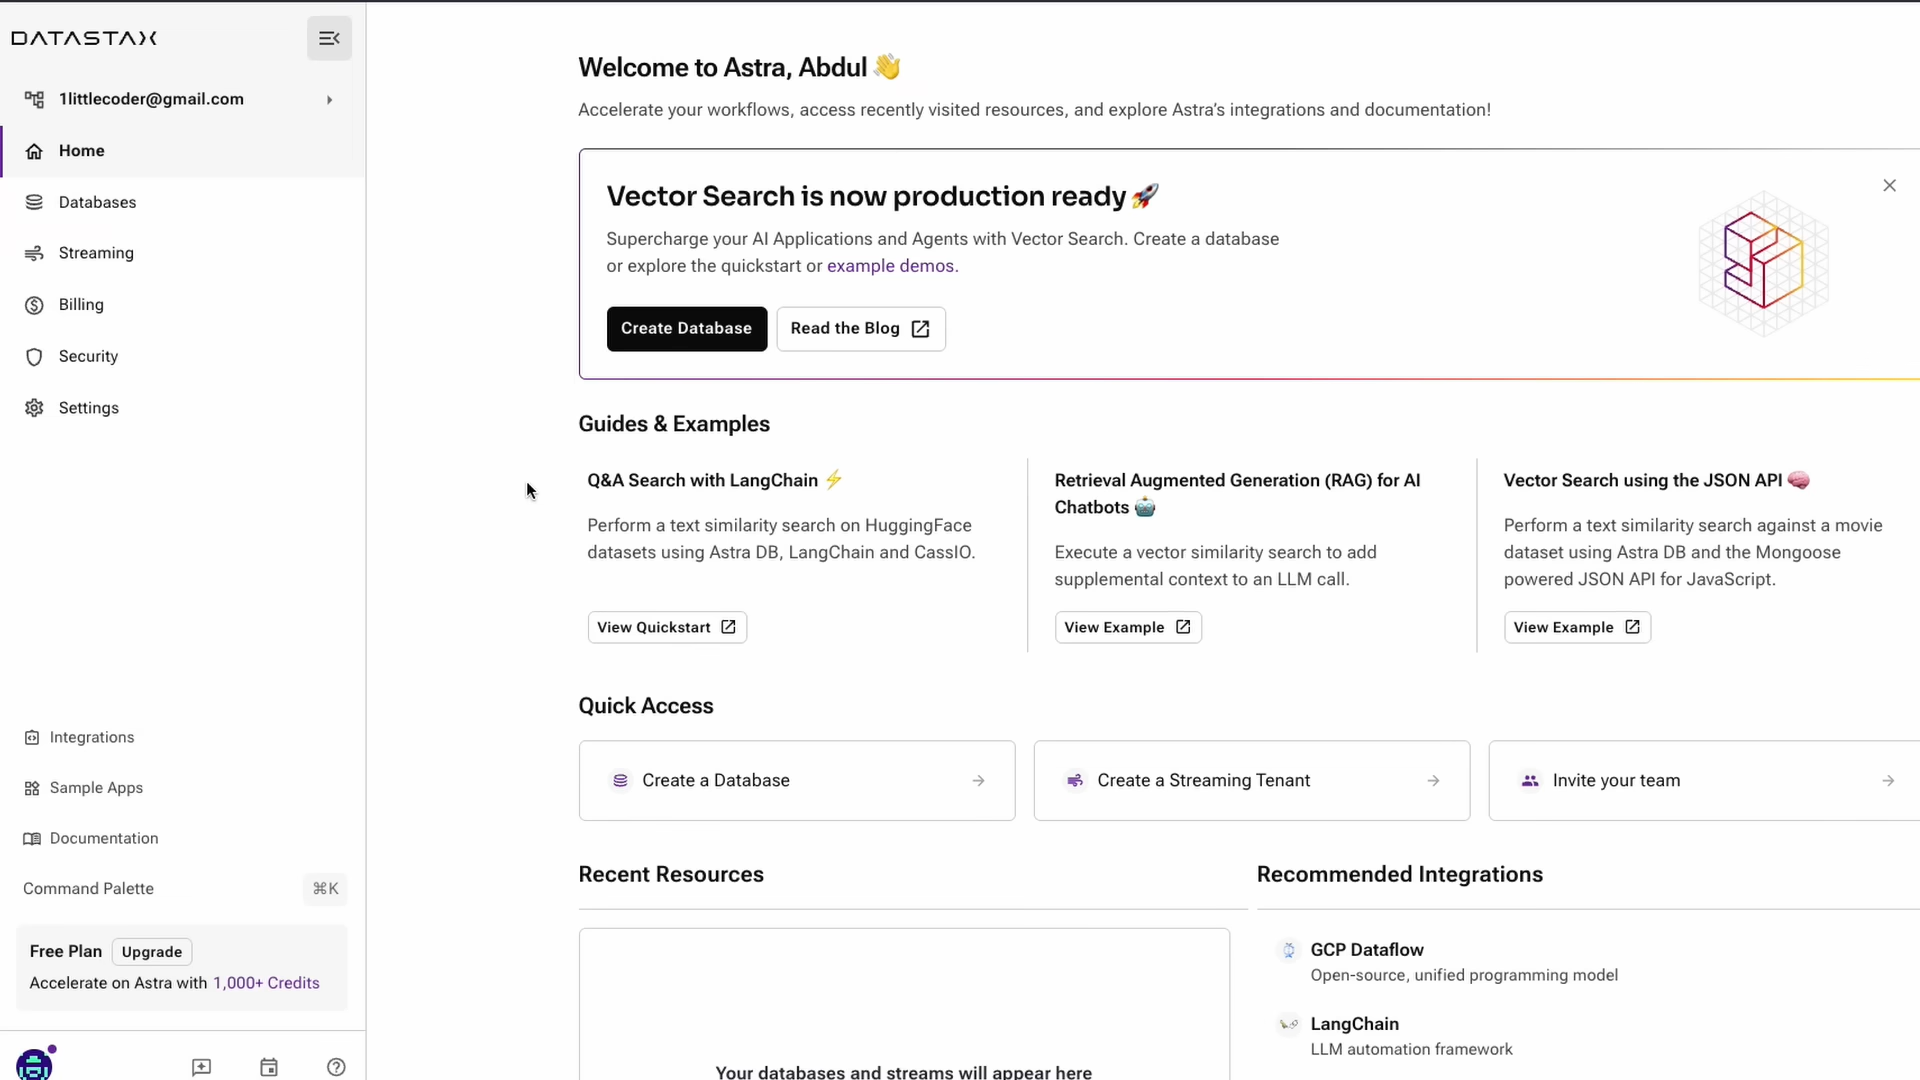 DATASTAX
1littlecoder@gmail.com
Home
Databases
Streaming
Billing
Security
Settings
Integrations
Sample Apps
Documentation
Command Palette ⌘K
Free Plan Upgrade
Accelerate on Astra with 1,000+ Credits
Welcome to Astra, Abdul 👋
Accelerate your workflows, access recently visited resources, and explore Astra's integrations and documentation!
Vector Search is now production ready 🚀
Supercharge your AI Applications and Agents with Vector Search. Create a database
or explore the quickstart or example demos.
Create Database Read the Blog
Guides & Examples
Q&A Search with LangChain ⚡
Perform a text similarity search on HuggingFace
datasets using Astra DB, LangChain and CassIO.
View Quickstart
Retrieval Augmented Generation (RAG) for AI
Chatbots 🤖
Execute a vector similarity search to add
supplemental context to an LLM call.
View Example
Vector Search using the JSON API 🧠
Perform a text similarity search against a movie
dataset using Astra DB and the Mongoose
powered JSON API for JavaScript.
View Example
Quick Access
Create a Database
Create a Streaming Tenant
Invite your team
Recent Resources
Your databases and streams will appear here
Recommended Integrations
GCP Dataflow
Open-source, unified programming model
LangChain
LLM automation framework